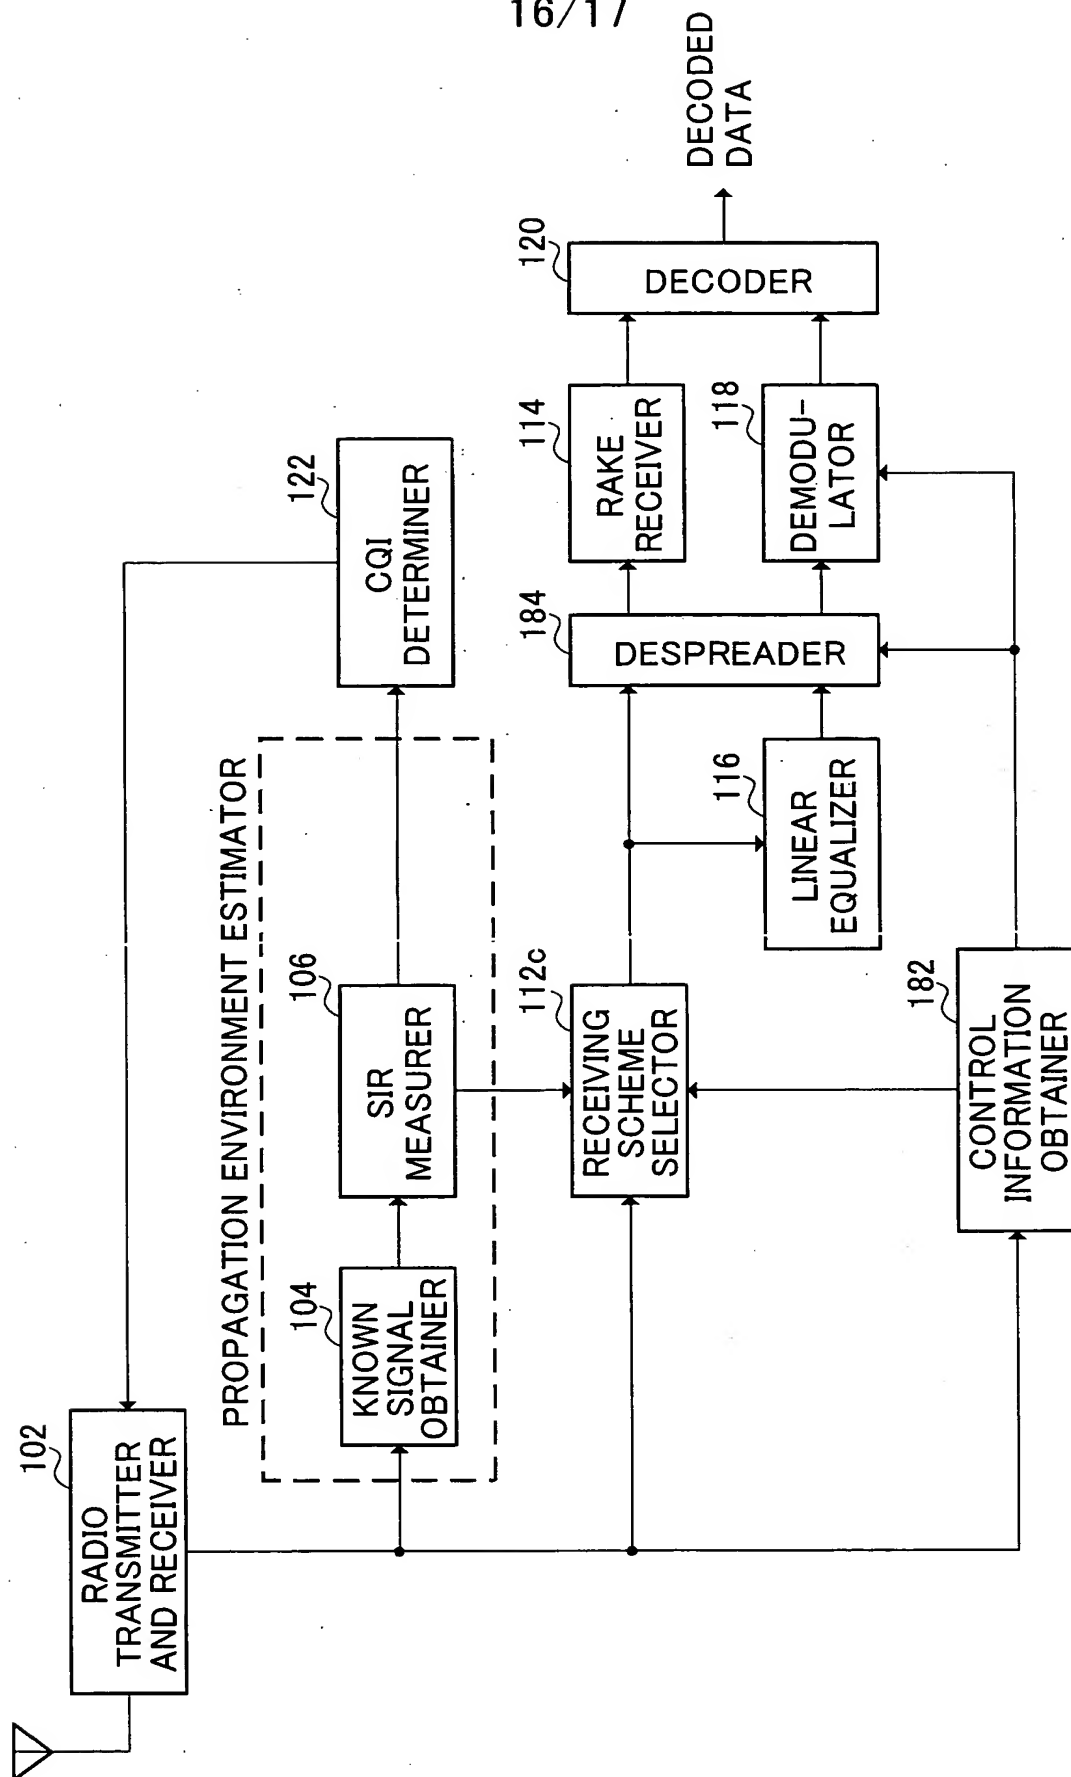 16/17
102
RADIO
TRANSMITTER
AND RECEIVER
PROPAGATION ENVIRONMENT ESTIMATOR
104
KNOWN
SIGNAL
OBTAINER
106
SIR
MEASURER
122
CQI
DETERMINER
112c
RECEIVING
SCHEME
SELECTOR
116
LINEAR
EQUALIZER
184
DESPREADER
114
RAKE
RECEIVER
118
DEMODU-
LATOR
120
DECODER
DECODED
DATA
182
CONTROL
INFORMATION
OBTAINER